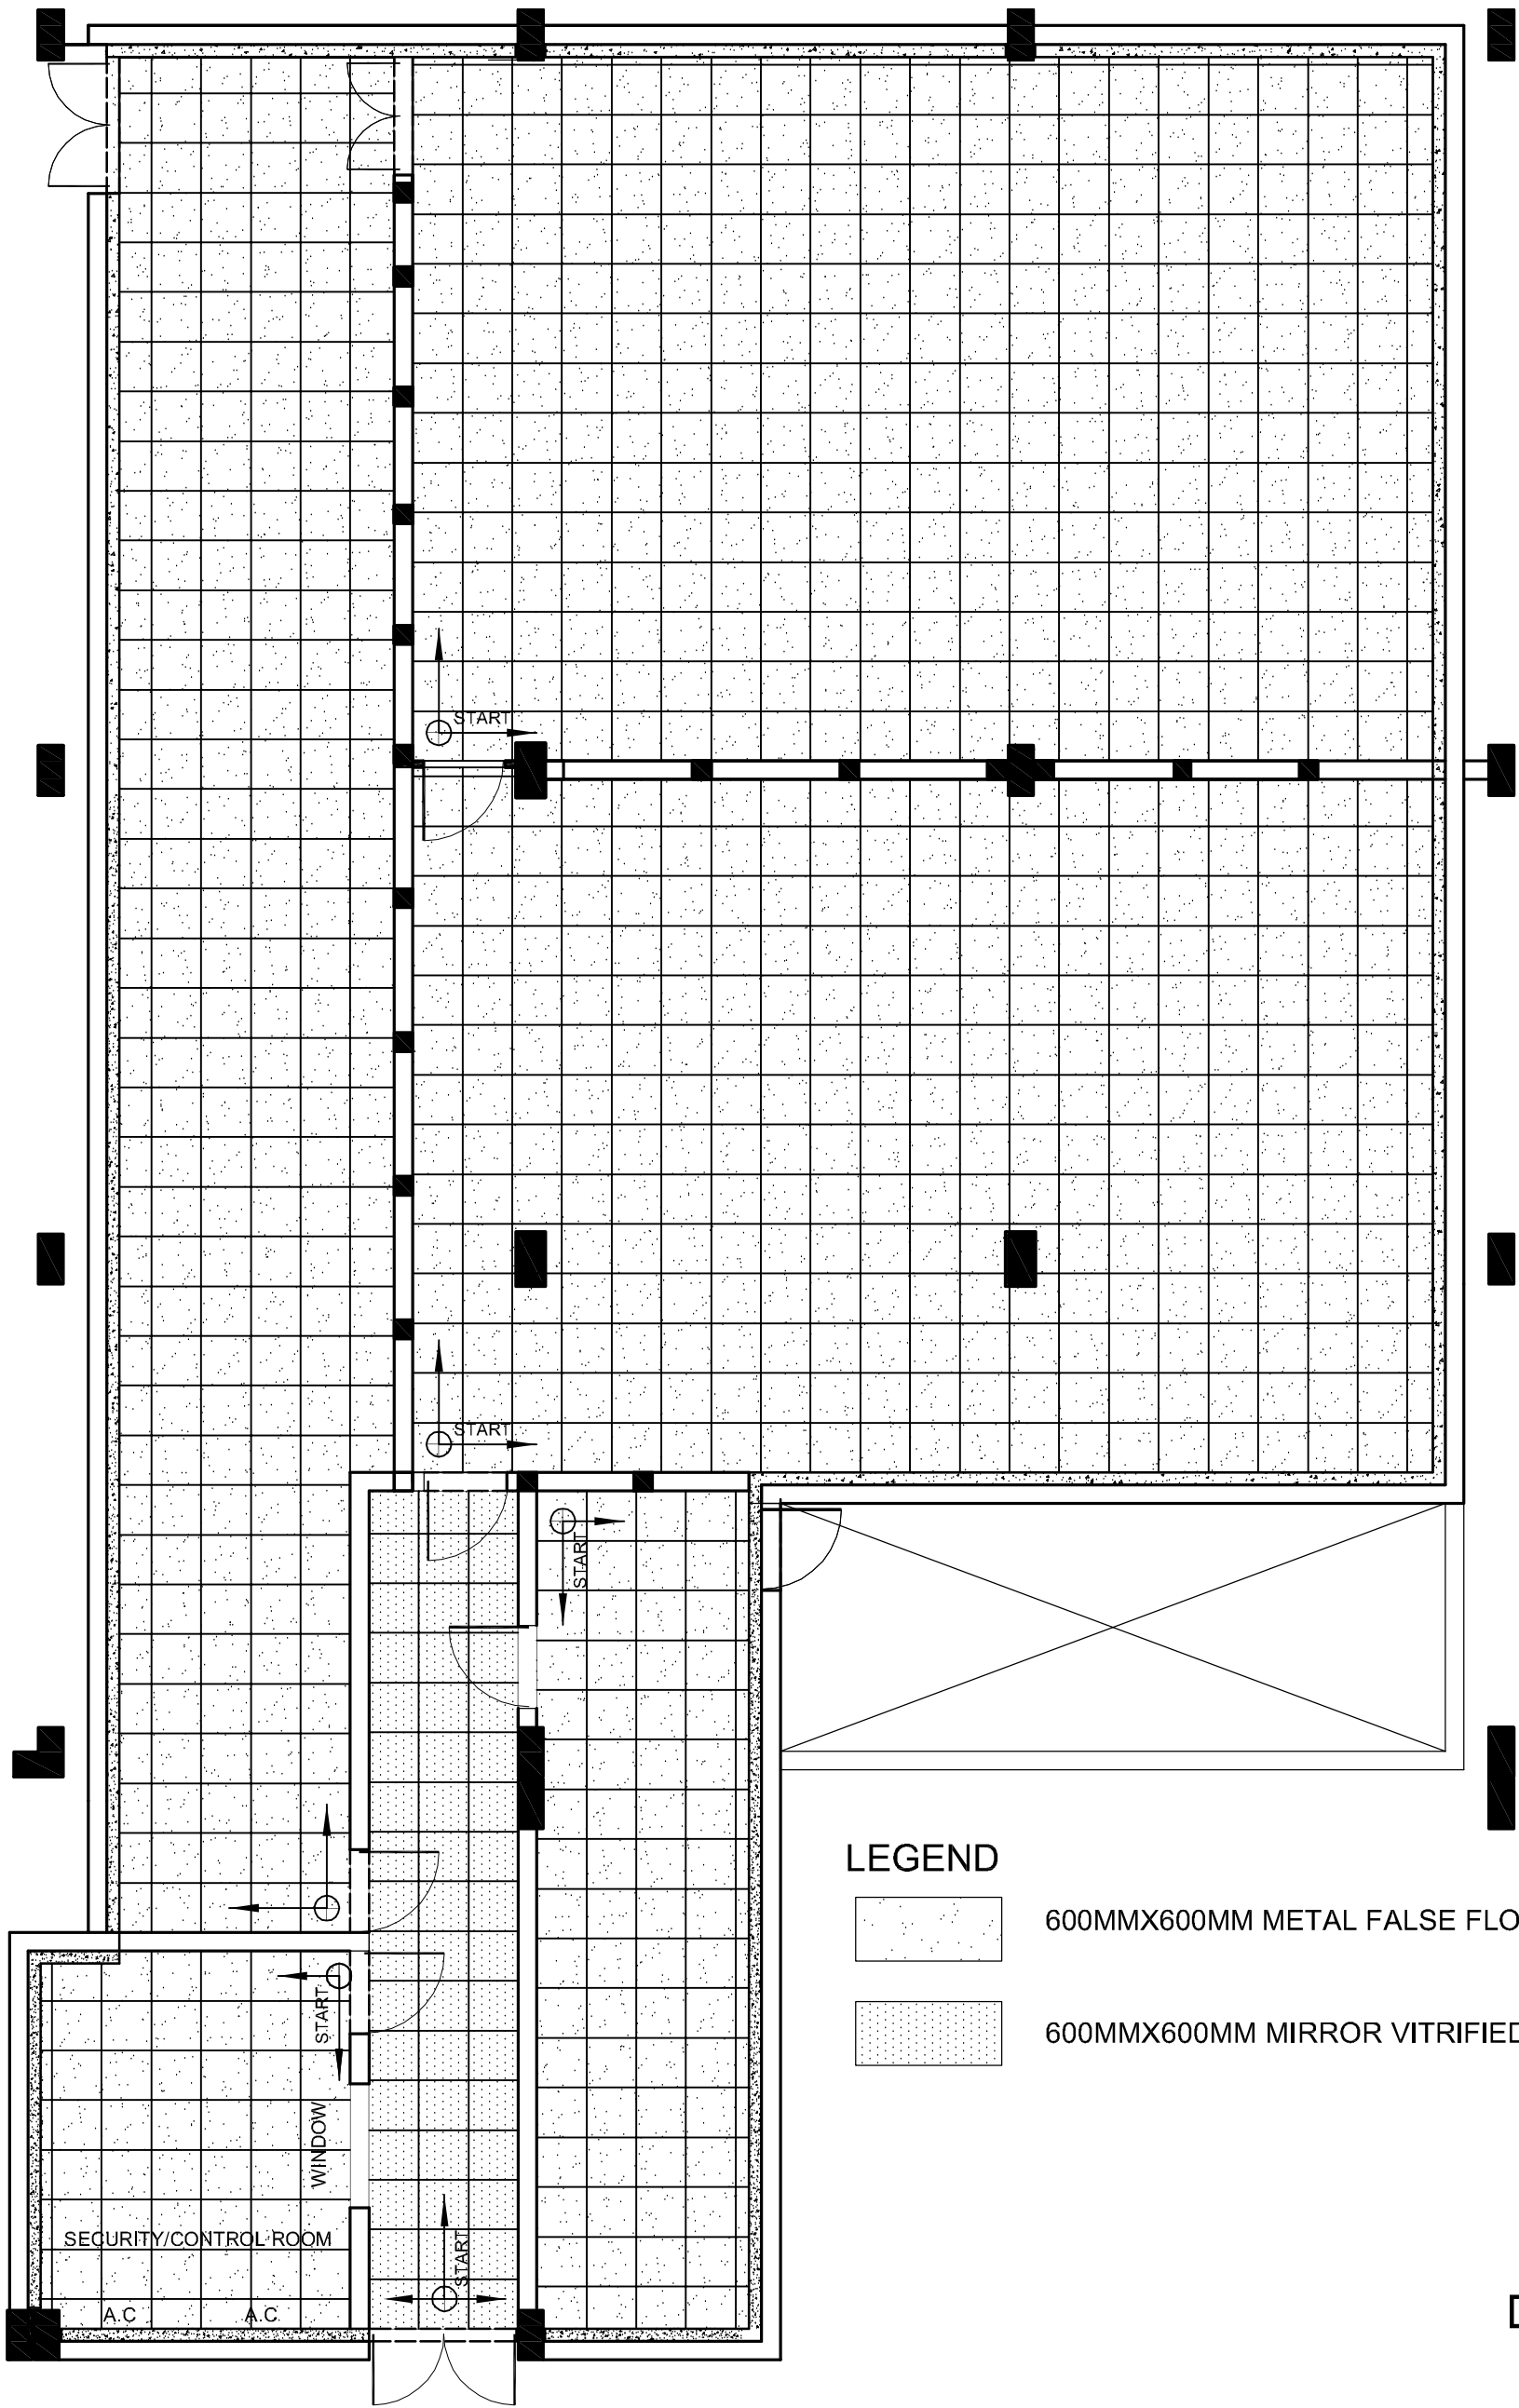 START
START
START
LEGEND
600MMX600MM METAL FALSE FLO
START
600MMX600MM MIRROR VITRIFIED
WINDOW
SECURITY/CONTROL ROOM
START
A.C
A.C